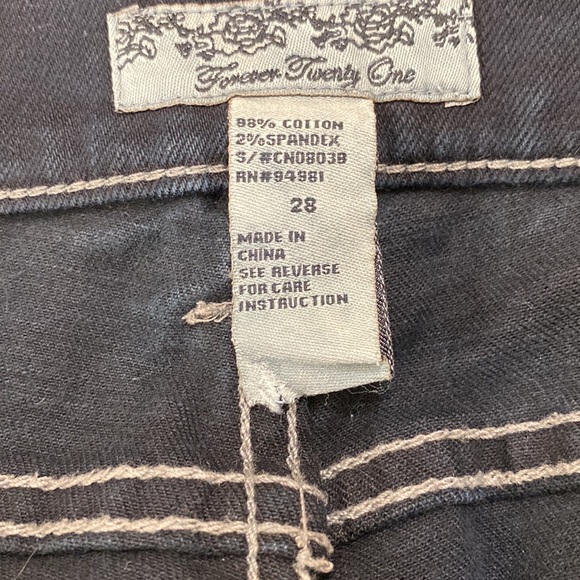 Forever Twenty One
98% COTTON
2%SPANDEX
S/#CN0803B
RN#94981
28
MADE IN
CHINA
SEE REVERSE
FOR CARE
INSTRUCTION